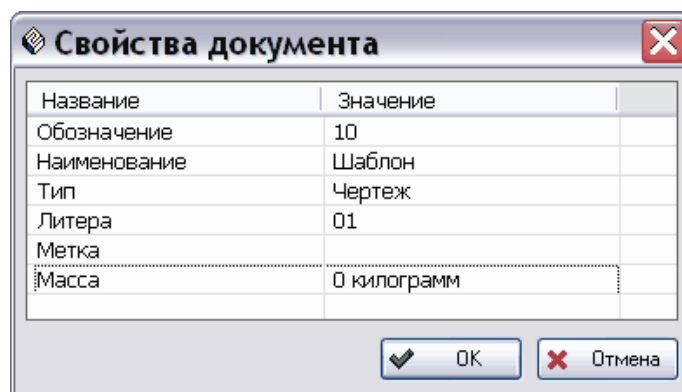 Свойства документа
Название Значение
Обозначение 10
Наименование Шаблон
Тип Чертеж
Литера 01
Метка
Масса 0 килограмм
OK Отмена